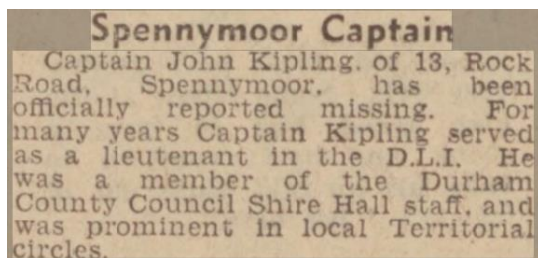 Spennymoor Captain
Captain John Kipling. of 13, Rock
Road, Spennymoor, has been
officially reported missing. For
many years Captain Kipling served
as a lieutenant in the D.L.I. He
was a member of the Durham
County Council Shire Hall staff, and
was prominent in local Territorial
circles.